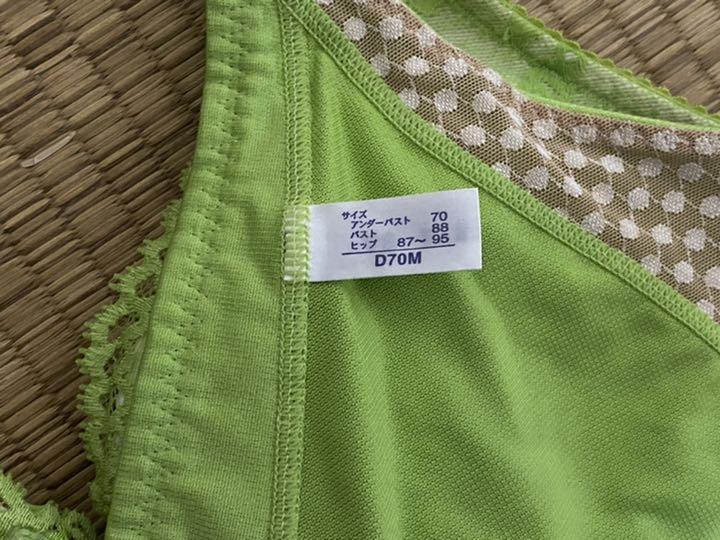 サイズ
アンダーバスト 70
バスト 88
ヒップ 87〜95
D70M